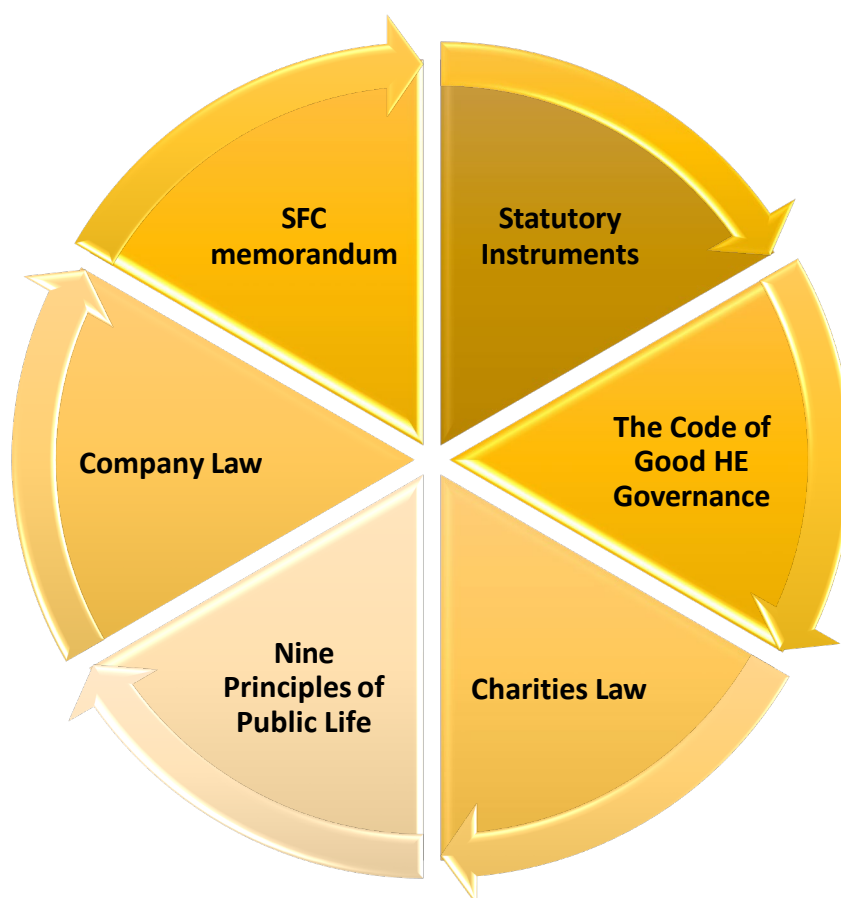 Statutory
Instruments
The Code of
Good HE
Governance
Charities Law
Nine
Principles of
Public Life
Company Law
SFC
memorandum